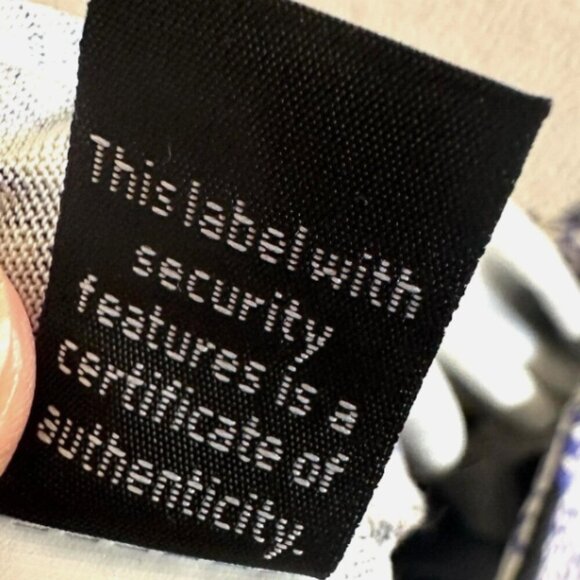 This label with
security
features is a
certificate of
authenticity.